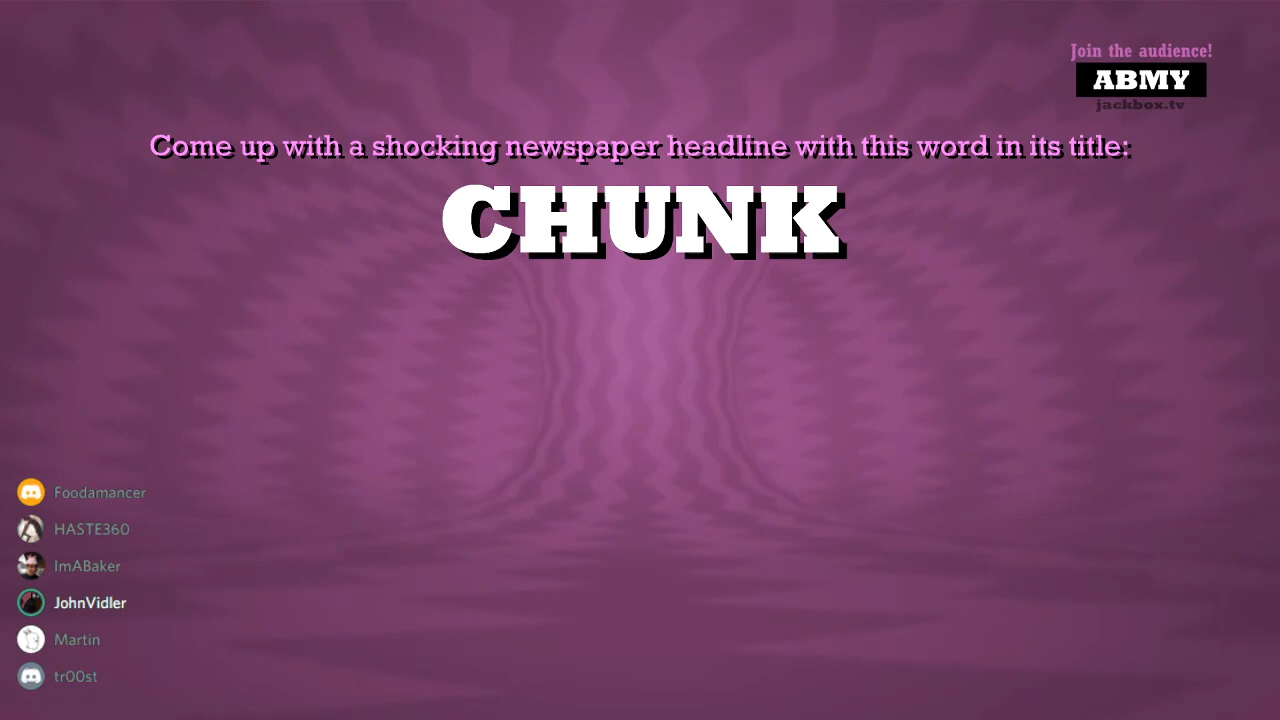 Join the audience!
ABMY
jackbox.tv
Come up with a shocking newspaper headline with this word in its title:
CHUNK
Foodamancer
HASTE360
ImABaker
JohnVidler
Martin
tr00st